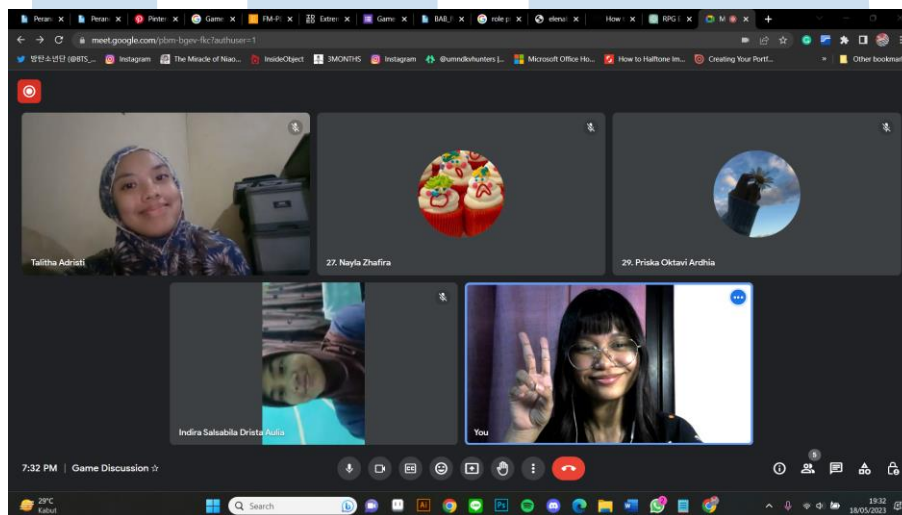 Peran
Peran
Pinter
Game
FM-P
Extren
Game
BAB_I
role p
elenal
How
RPG E
M
meet.google.com/pbm-bgev-fkc?authuser=1
방탄소년단 (@BTS_...
Instagram
The Miracle of Niao...
InsideObject
3MONTHS
Instagram
@umndkvhunters |...
Microsoft Office Ho...
How to Halftone Im...
Creating Your Portf...
»
Other bookmar
Talitha Adristi
27. Nayla Zhafira
29. Priska Oktavi Ardhia
Indira Salsabila Drista Aulia
You
7:32 PM | Game Discussion
5
29°C
Kabut
Search
19:32
18/05/2023